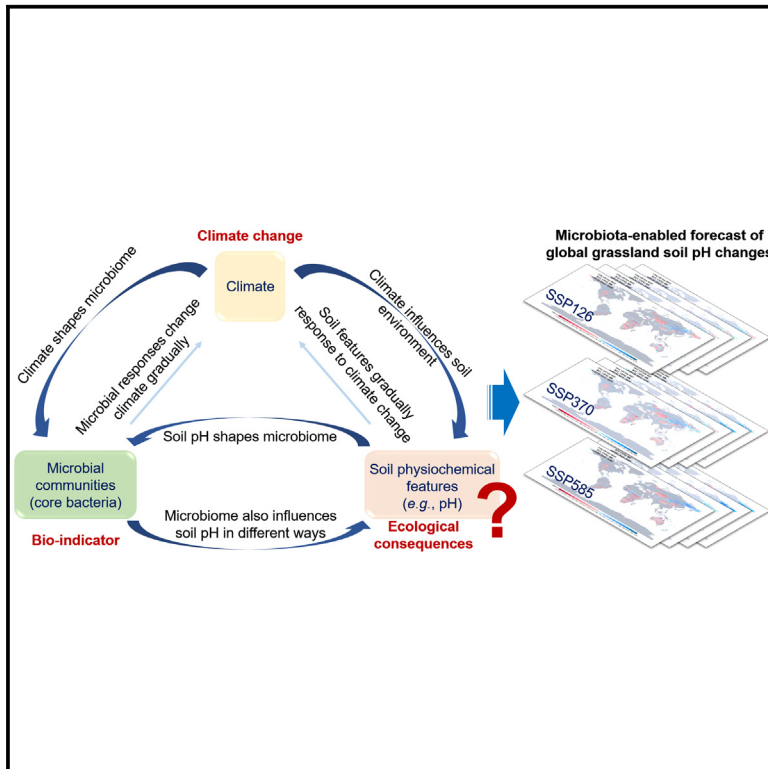 Climate change
Climate
Climate shapes microbiome
Microbial responses change
climate gradually
Soil features gradually
response to climate change
Climate influences soil
environment
Soil pH shapes microbiome
Microbial
communities
(core bacteria)
Bio-indicator
Microbiome also influences
soil pH in different ways
Soil physiochemical
features
(e.g., pH)
?
Ecological
consequences
Microbiota-enabled forecast of
global grassland soil pH changes
SSP126
SSP370
SSP585